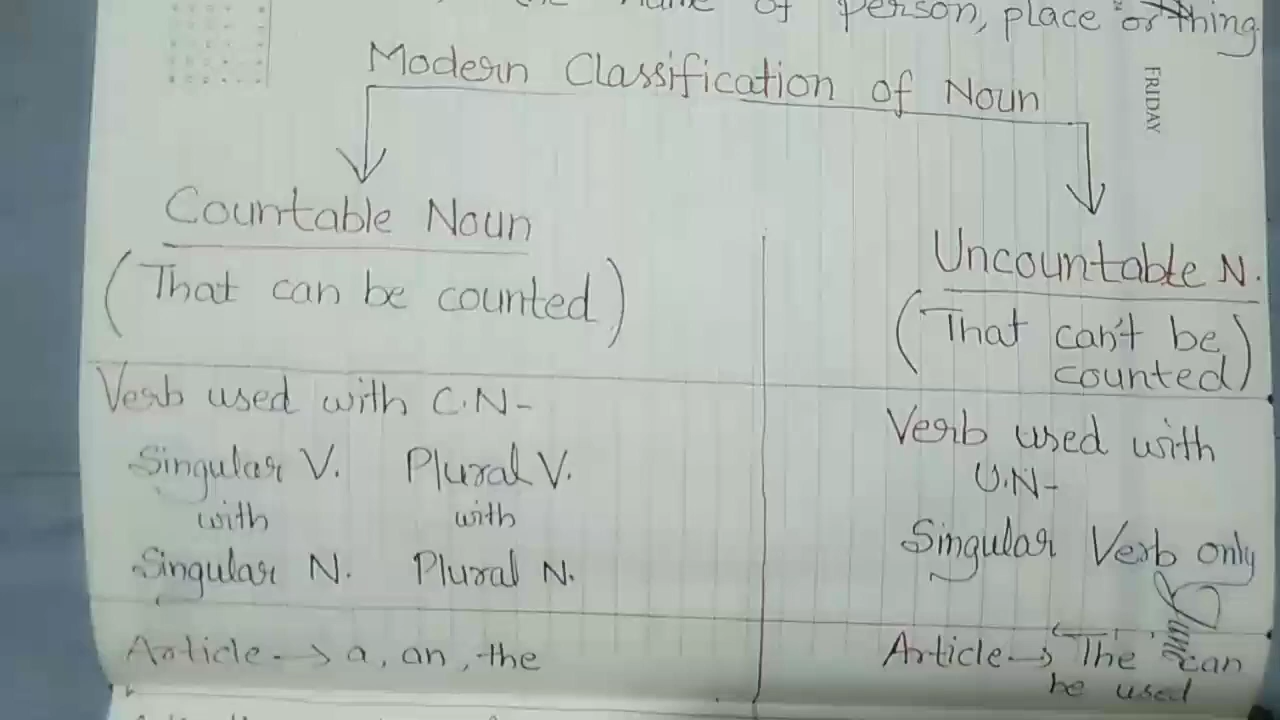 name of person, place or thing
Modern Classification of Noun
FRIDAY
Countable Noun
(That can be counted)
Uncountable N.
(That can't be
counted)
Verb used with C.N-
Singular V. Plural V.
with with
Singular N. Plural N.
Verb used with
U.N-
Singular Verb only
Article → a, an, the
Article → The can
be used
June